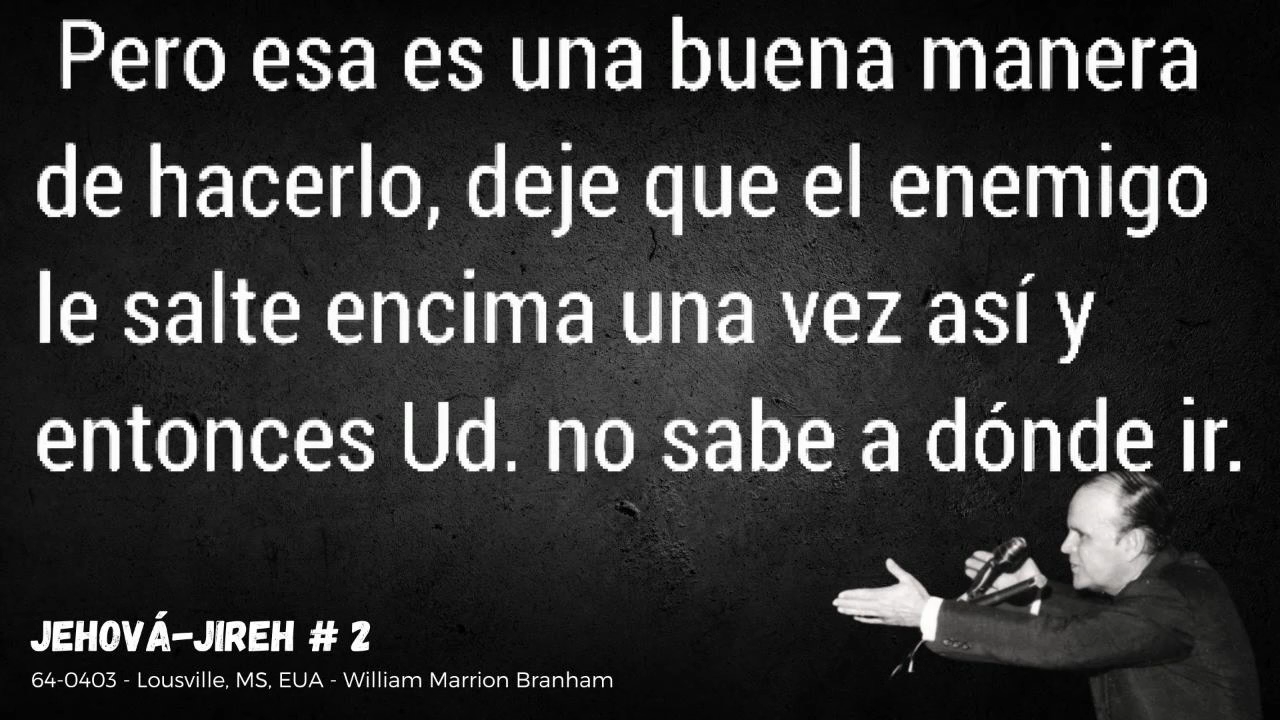 Pero esa es una buena manera
de hacerlo, deje que el enemigo
le salte encima una vez así y
entonces Ud. no sabe a dónde ir.
JEHOVÁ-JIREH # 2
64-0403 - Lousville, MS, EUA - William Marrion Branham